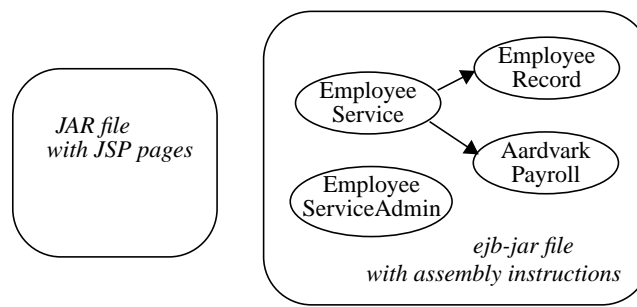 JAR file
with JSP pages
Employee
Service
Employee
Record
Aardvark
Payroll
Employee
ServiceAdmin
ejb-jar file
with assembly instructions